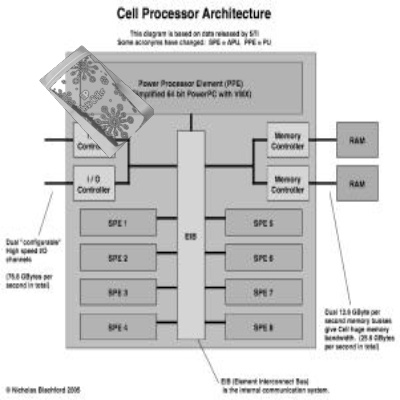 Cell Processor Architecture
This diagram is based on data released by STI
Some acronyms have changed: SPE = APU, PPE = PU
Power Processor Element (PPE)
Simplified 64 bit PowerPC with VMX)
Controller
Memory
Controller
RAM
I / O
Controller
Memory
Controller
RAM
SPE 1
SPE 5
EIB
SPE 2
SPE 6
SPE 3
SPE 7
SPE 4
SPE 8
Dual "configurable"
High speed I/O
channels
(76.8 GBytes per
second in total)
Dual 12.8 GByte per
second memory busses
give Cell huge memory
bandwidth. (25.6 GBytes
per second in total)
EIB (Element Interconnect Bus)
is the internal communication system.
© Nicholas Blachford 2005